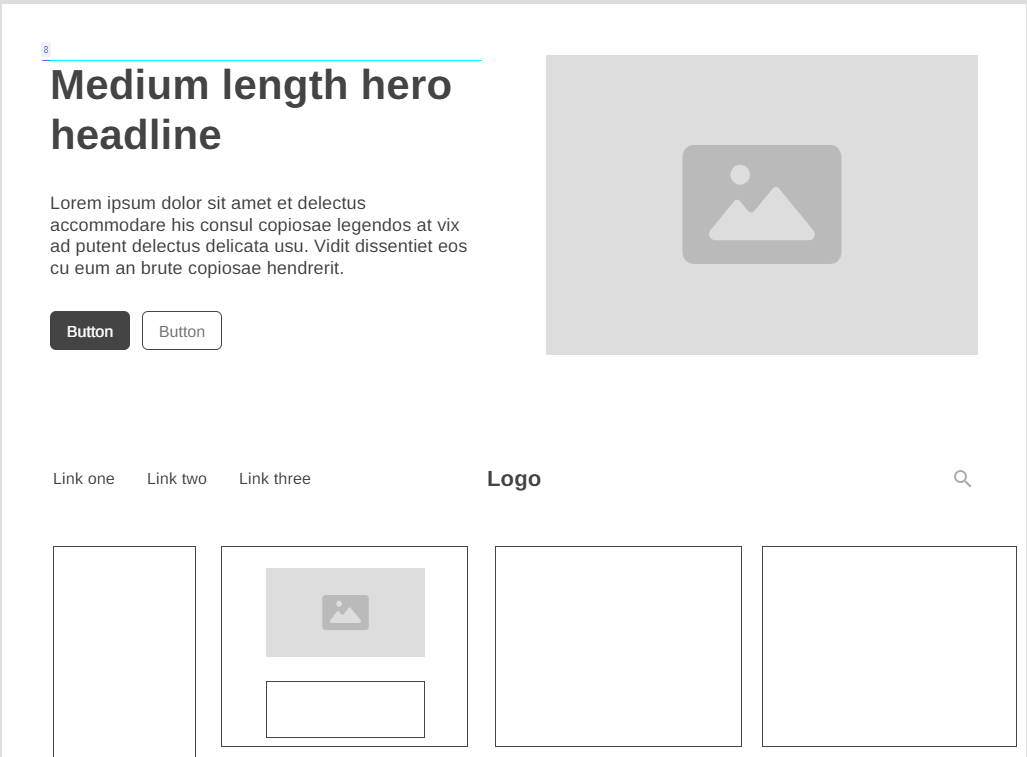 8
Medium length hero
headline
Lorem ipsum dolor sit amet et delectus
accommodare his consul copiosae legendos at vix
ad putent delectus delicata usu. Vidit dissentiet eos
cu eum an brute copiosae hendrerit.
Button Button
Link one Link two Link three Logo